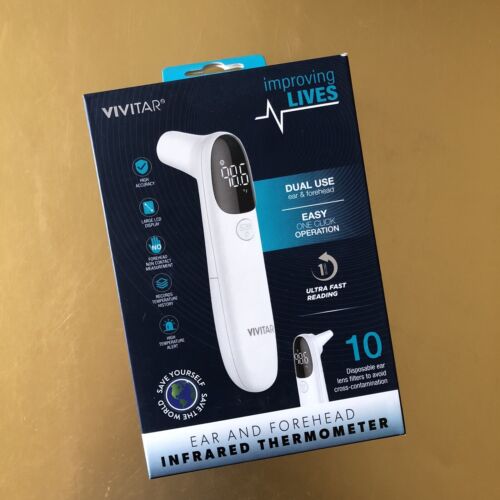 VIVITAR®
improving
LIVES
HIGH
ACCURACY
LARGE LCD
DISPLAY
NO
FOREHEAD
NON CONTACT
MEASUREMENT
RECORDS
TEMPERATURE
HISTORY
HIGH
TEMPERATURE
ALERT
98.6
°F
DUAL USE
ear & forehead
EASY
ONE CLICK
OPERATION
1
ULTRA FAST
READING
VIVITAR
10
Disposable ear
lens filters to avoid
cross-contamination
SAVE YOURSELF
SAVE THE WORLD
EAR AND FOREHEAD
INFRARED THERMOMETER